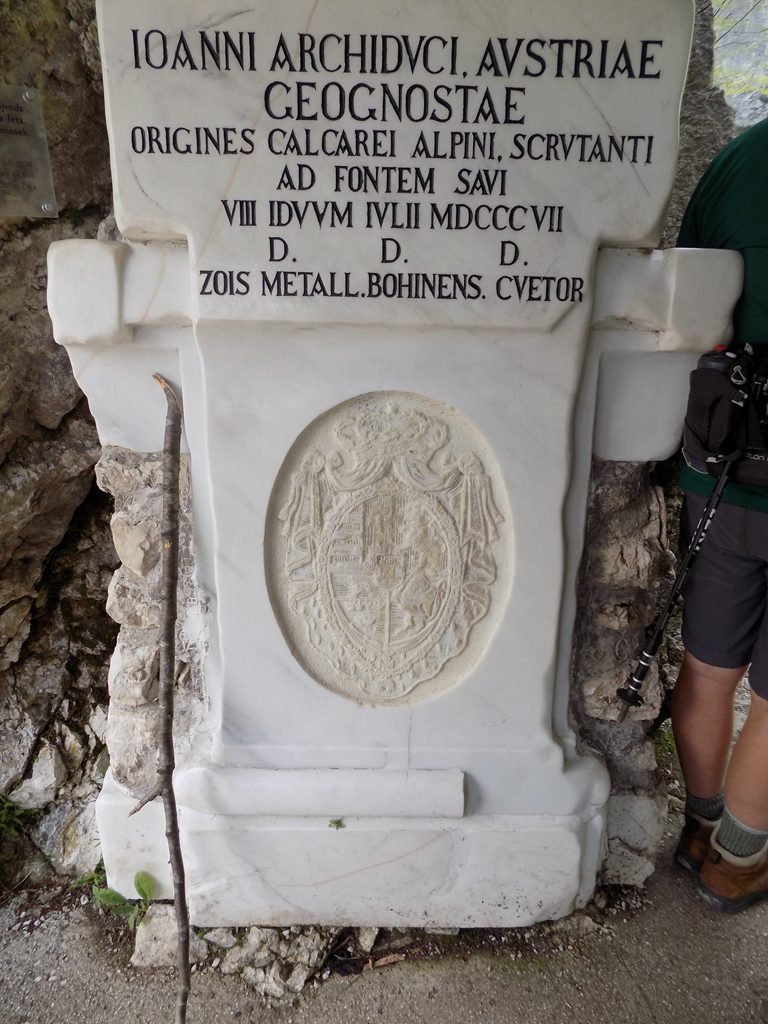 IOANNI ARCHIDVCI, AVSTRIAE
GEOGNOSTAE
ORIGINES CALCAREI ALPINI, SCRVTANTI
AD FONTEM SAVI
VIII IDVVM IVLII MDCCCVII
D. D. D.
ZOIS METALL. BOHINENS. CVETOR